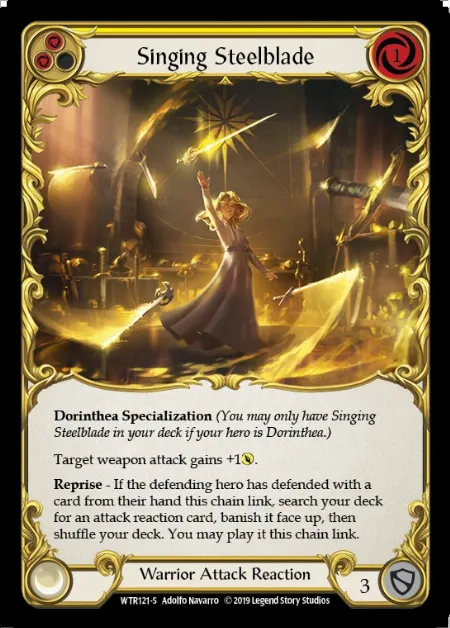 Singing Steelblade
1
Dorinthea Specialization (You may only have Singing
Steelblade in your deck if your hero is Dorinthea.)
Target weapon attack gains +1.
Reprise - If the defending hero has defended with a
card from their hand this chain link, search your deck
for an attack reaction card, banish it face up, then
shuffle your deck. You may play it this chain link.
Warrior Attack Reaction
3
WTR121-S Adolfo Navarro © 2019 Legend Story Studios